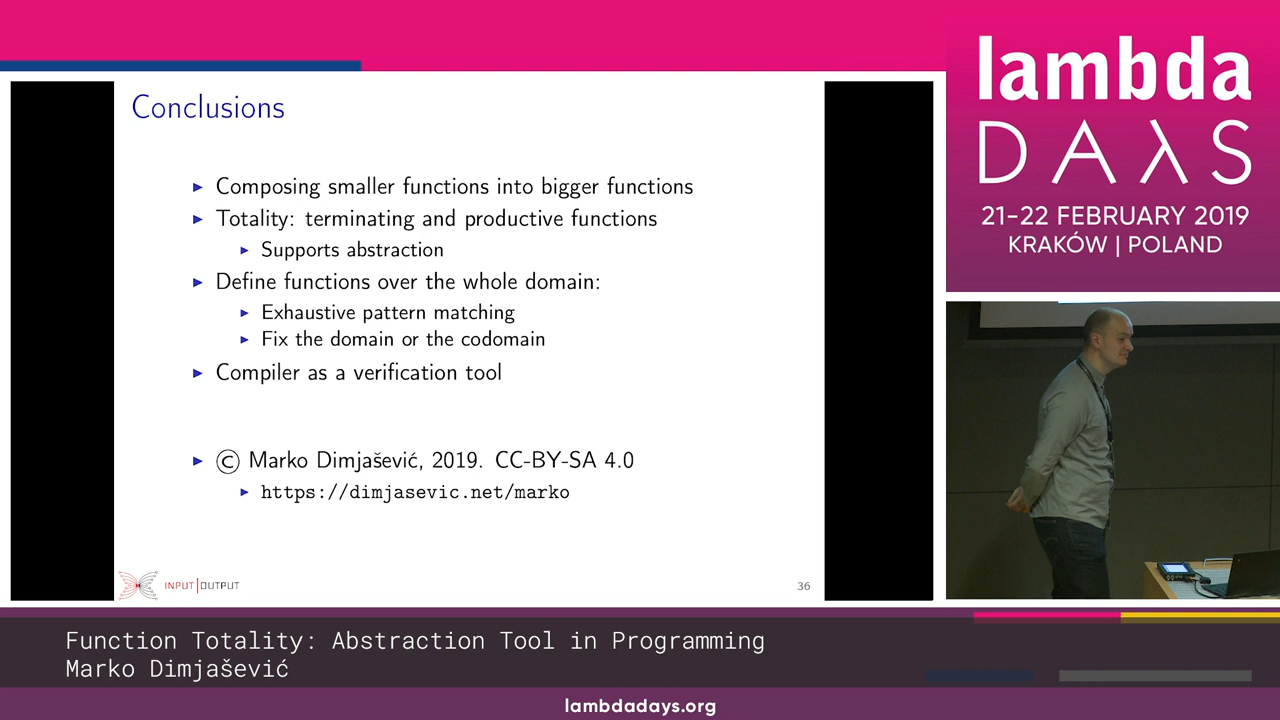 Conclusions
Composing smaller functions into bigger functions
Totality: terminating and productive functions
Supports abstraction
Define functions over the whole domain:
Exhaustive pattern matching
Fix the domain or the codomain
Compiler as a verification tool
© Marko Dimjašević, 2019. CC-BY-SA 4.0
https://dimjasevic.net/marko
INPUT|OUTPUT
36
lambda
DAλS
21-22 FEBRUARY 2019
KRAKÓW | POLAND
Function Totality: Abstraction Tool in Programming
Marko Dimjašević
lambdadays.org